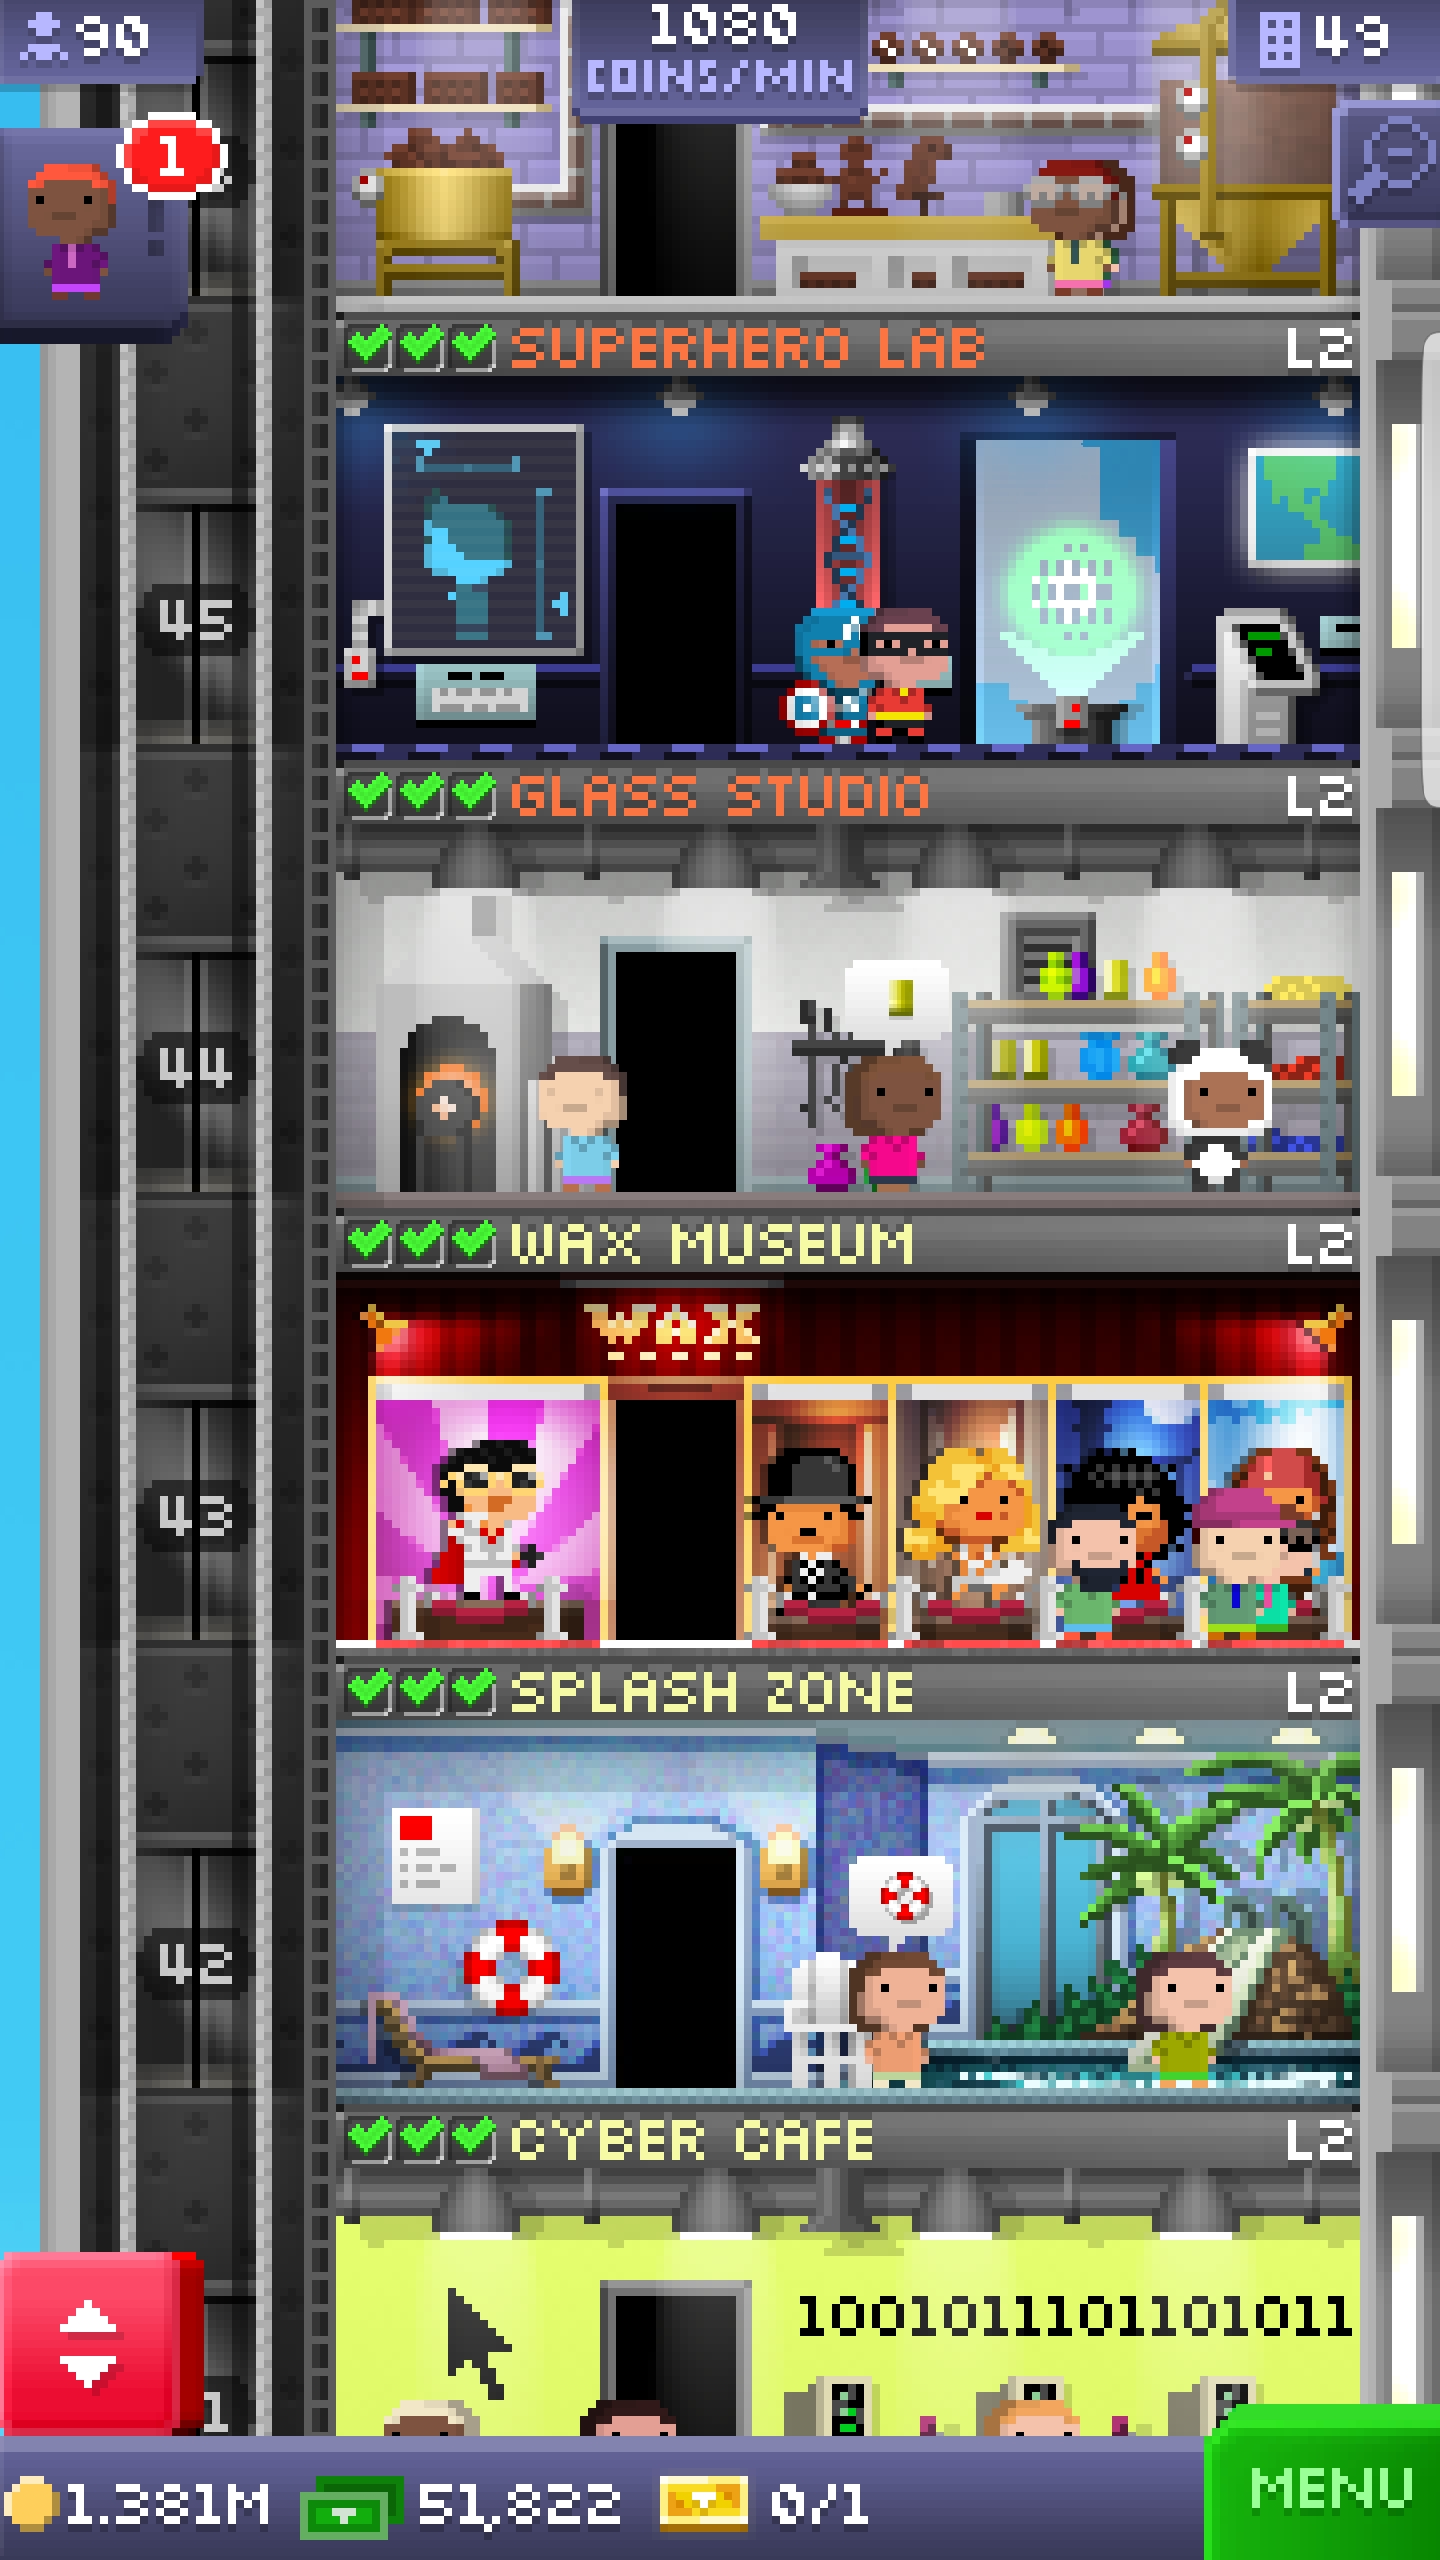 90
1080
COINS/MIN
49
1
SUPERHERO LAB L2
45
GLASS STUDIO L2
44
WAX MUSEUM L2
WAX
43
SPLASH ZONE L2
42
CYBER CAFE L2
1001011101101011
1
1.381M 51,822 0/1
MENU